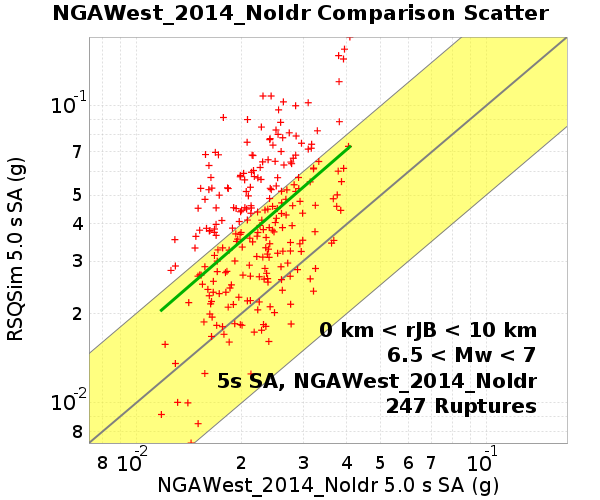 NGAWest_2014_NoIdr Comparison Scatter
RSQSim 5.0 s SA (g)
10-1
7
5
4
3
2
10-2
8
0 km < rJB < 10 km
6.5 < Mw < 7
5s SA, NGAWest_2014_NoIdr
247 Ruptures
8 10-2 2 3 4 5 6 7 8 10-1
NGAWest_2014_NoIdr 5.0 s SA (g)